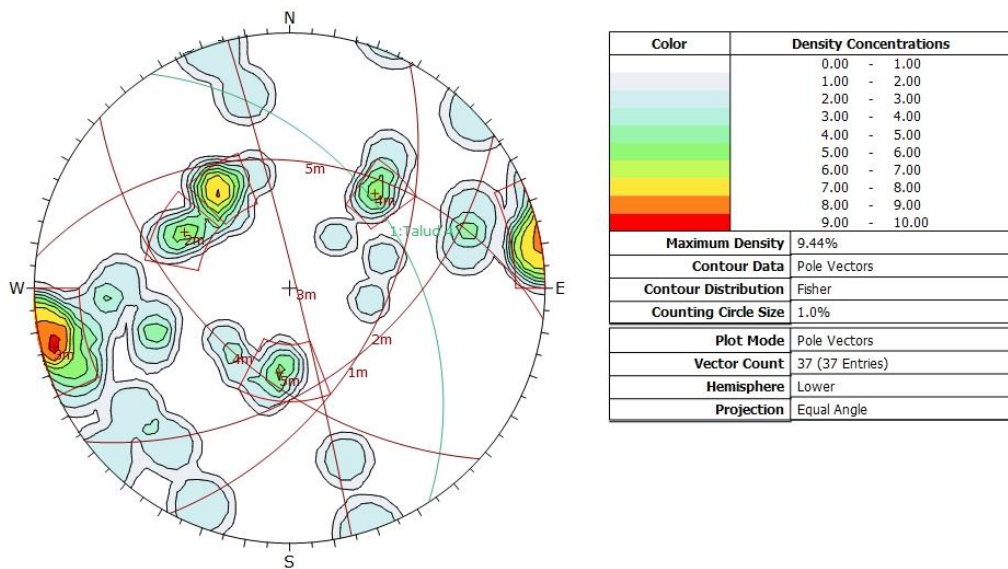 N
5m
4m
1:Talud
2m
W
3m
E
3m
2m
4m
1m
5m
S
Color Density Concentrations
0.00 - 1.00
1.00 - 2.00
2.00 - 3.00
3.00 - 4.00
4.00 - 5.00
5.00 - 6.00
6.00 - 7.00
7.00 - 8.00
8.00 - 9.00
9.00 - 10.00
Maximum Density 9.44%
Contour Data Pole Vectors
Contour Distribution Fisher
Counting Circle Size 1.0%
Plot Mode Pole Vectors
Vector Count 37 (37 Entries)
Hemisphere Lower
Projection Equal Angle